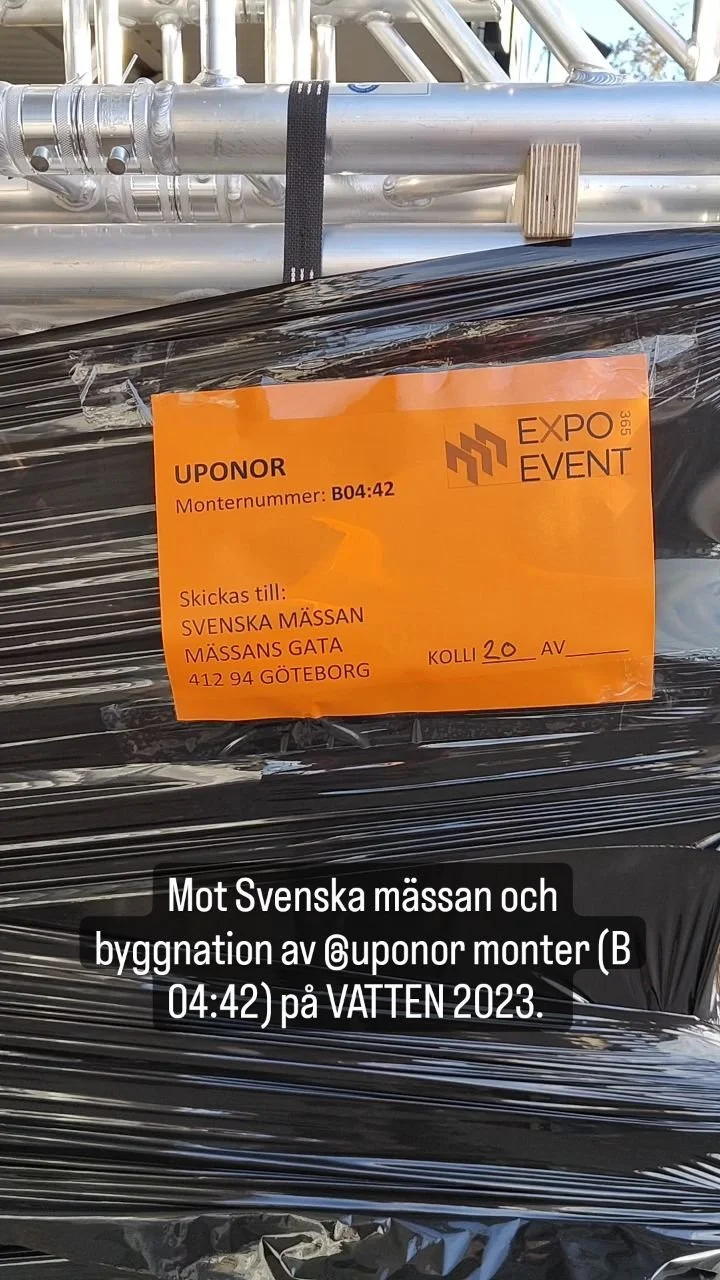 UPONOR
Monternummer: B04:42
EXPO 365
EVENT
Skickas till:
SVENSKA MÄSSAN
MÄSSANS GATA
412 94 GÖTEBORG
KOLLI 20 AV
Mot Svenska mässan och
byggnation av @uponor monter (B
04:42) på VATTEN 2023.